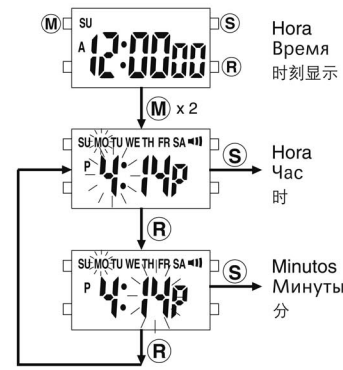 M SU S
A 12:00 00 R
Hora
Время
时刻显示
M x 2
SU MO TU WE TH FR SA
P 4: 14P
S
Hora
Час
时
R
SU MO TU WE TH FR SA
P 4: 14P
S
Minutos
Минуты
分
R